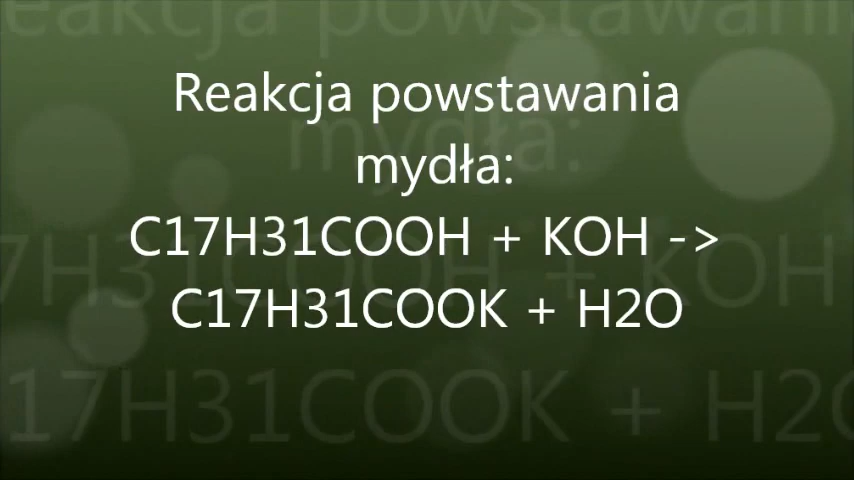 Reakcja powstawania
mydła:
C17H31COOH + KOH ->
C17H31COOK + H2O